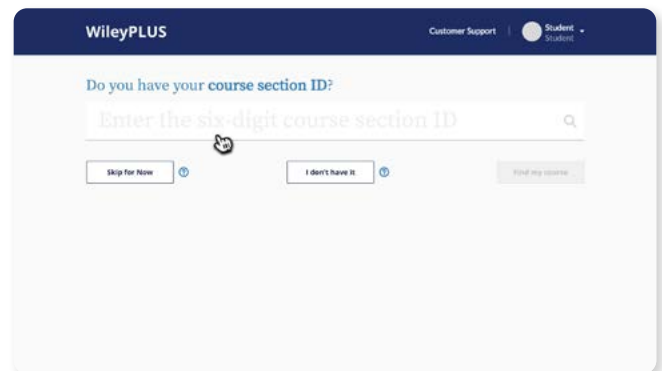 WileyPLUS
Customer Support | Student
Student
Do you have your course section ID?
Enter the six-digit course section ID
Skip for Now
I don't have it
Find my course